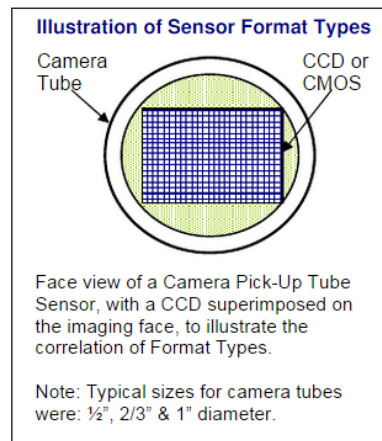 Illustration of Sensor Format Types
Camera
Tube
CCD or
CMOS
Face view of a Camera Pick-Up Tube
Sensor, with a CCD superimposed on
the imaging face, to illustrate the
correlation of Format Types.
Note: Typical sizes for camera tubes
were: ½”, 2/3” & 1” diameter.